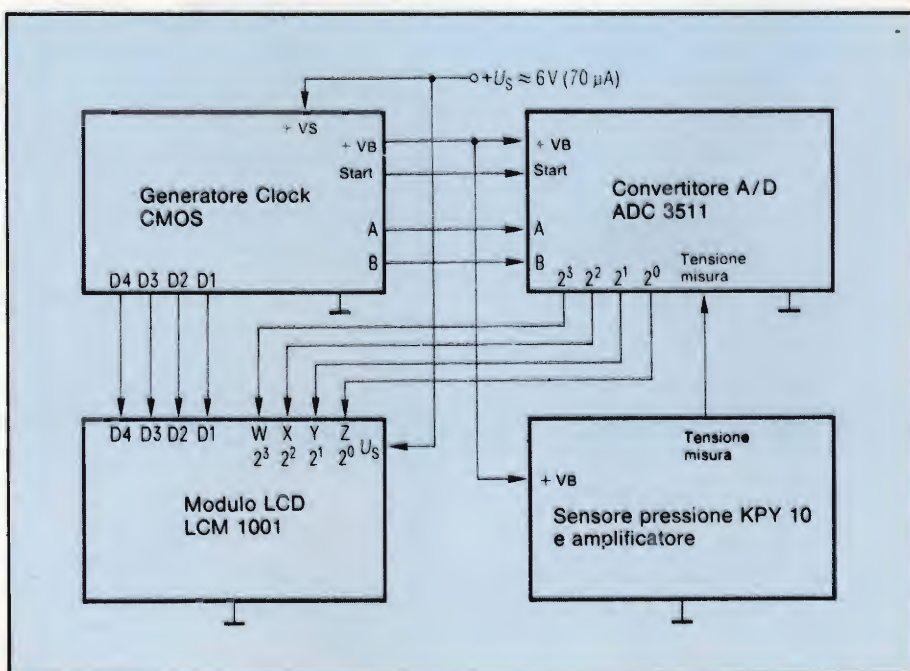 +U_S ≈ 6V (70 µA)
+ VS
+ VB
Start
Generatore Clock
CMOS
A
B
D4 D3 D2 D1
+ VB
Start
Convertitore A/D
ADC 3511
A
B
2³ 2² 2¹ 2⁰
Tensione
misura
D4 D3 D2 D1 W X Y Z
2³ 2² 2¹ 2⁰ U_S
Modulo LCD
LCM 1001
Tensione
misura
+ VB
Sensore pressione KPY 10
e amplificatore